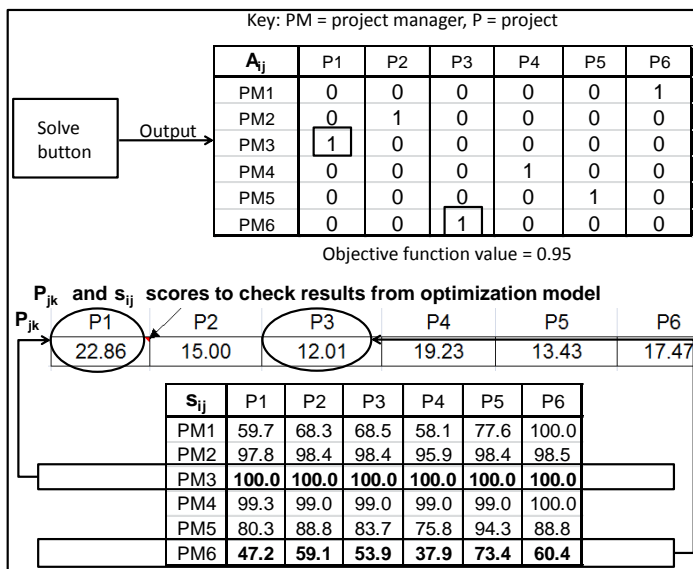 Key: PM = project manager, P = project
Aij P1 P2 P3 P4 P5 P6
PM1 0 0 0 0 0 1
PM2 0 1 0 0 0 0
PM3 1 0 0 0 0 0
PM4 0 0 0 1 0 0
PM5 0 0 0 0 1 0
PM6 0 0 1 0 0 0
Solve
button
Output
Objective function value = 0.95
Pjk and sij scores to check results from optimization model
Pjk
P1 P2 P3 P4 P5 P6
22.86 15.00 12.01 19.23 13.43 17.47
sij P1 P2 P3 P4 P5 P6
PM1 59.7 68.3 68.5 58.1 77.6 100.0
PM2 97.8 98.4 98.4 95.9 98.4 98.5
PM3 100.0 100.0 100.0 100.0 100.0 100.0
PM4 99.3 99.0 99.0 99.0 99.0 100.0
PM5 80.3 88.8 83.7 75.8 94.3 88.8
PM6 47.2 59.1 53.9 37.9 73.4 60.4